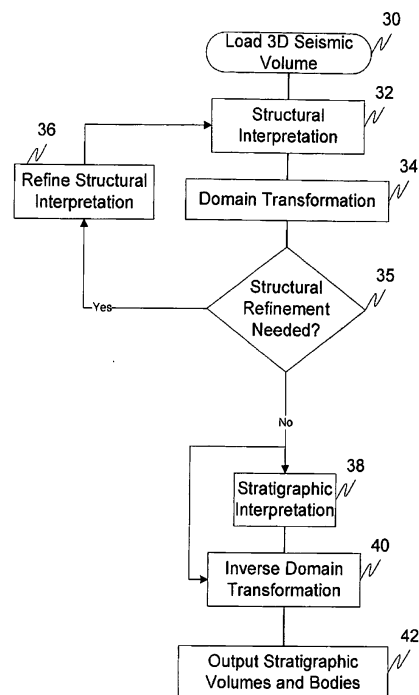 30
Load 3D Seismic
Volume
32
Structural
Interpretation
36
Refine Structural
Interpretation
34
Domain Transformation
35
Structural
Refinement
Needed?
Yes
No
38
Stratigraphic
Interpretation
40
Inverse Domain
Transformation
42
Output Stratigraphic
Volumes and Bodies